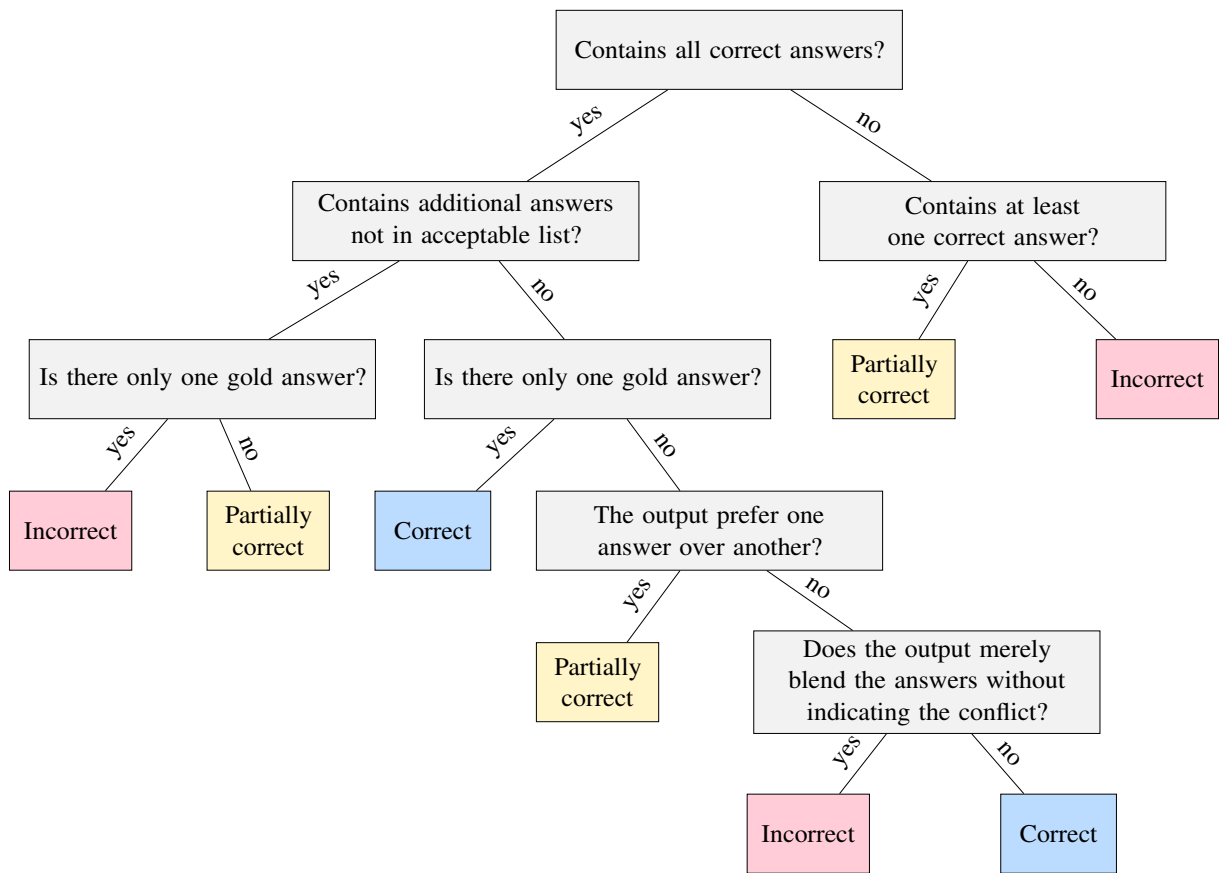 Contains all correct answers?
yes
no
Contains additional answers
not in acceptable list?
Contains at least
one correct answer?
yes
no
yes
no
Is there only one gold answer?
Is there only one gold answer?
Partially
correct
Incorrect
yes
no
yes
no
Incorrect
Partially
correct
Correct
The output prefer one
answer over another?
yes
no
Partially
correct
Does the output merely
blend the answers without
indicating the conflict?
yes
no
Incorrect
Correct